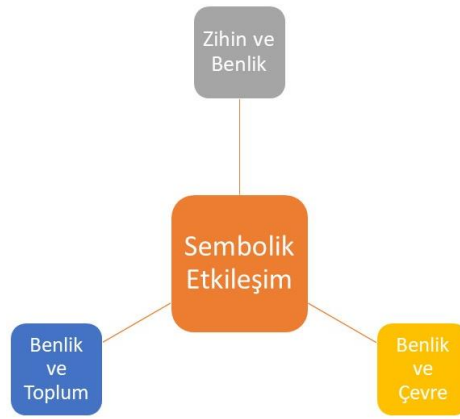 Zihin ve
Benlik
Sembolik
Etkileşim
Benlik
ve
Toplum
Benlik
ve
Çevre